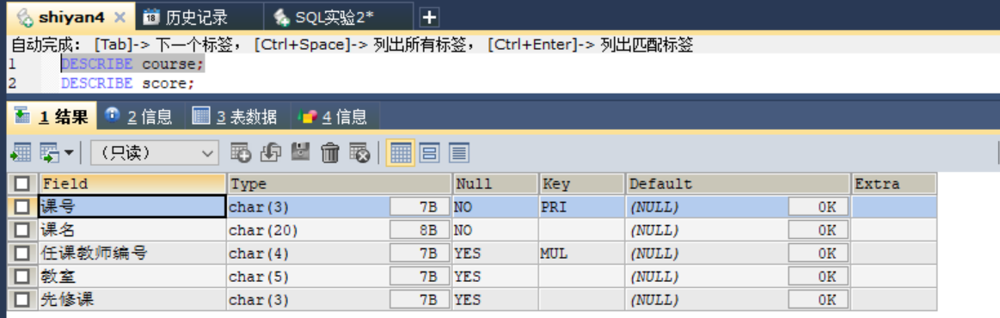 shiyan4 历史记录 SQL实验2*
自动完成： [Tab]-> 下一个标签， [Ctrl+Space]-> 列出所有标签， [Ctrl+Enter]-> 列出匹配标签
1 DESCRIBE course;
2 DESCRIBE score;
1 结果 2 信息 3 表数据 4 信息
（只读）
Field Type Null Key Default Extra
课号 char(3) 7B NO PRI (NULL) 0K
课名 char(20) 8B NO (NULL) 0K
任课教师编号 char(4) 7B YES MUL (NULL) 0K
教室 char(5) 7B YES (NULL) 0K
先修课 char(3) 7B YES (NULL) 0K